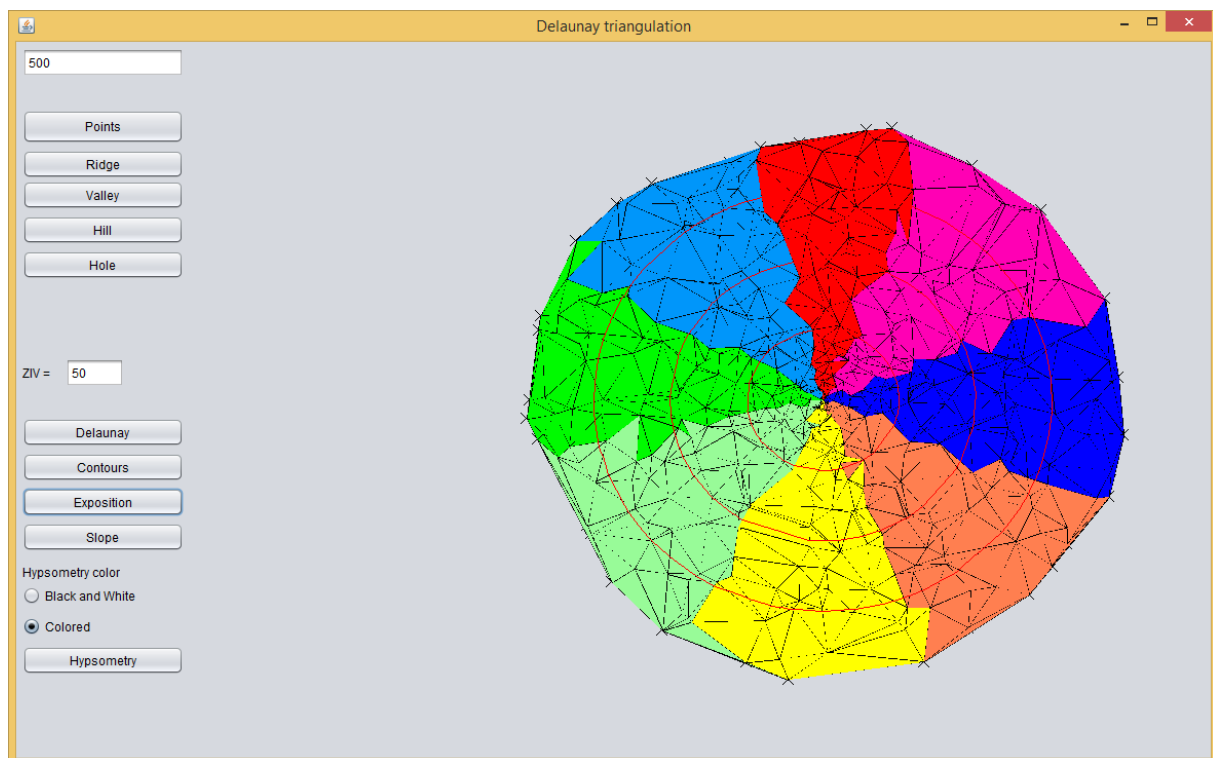 Delaunay triangulation
500
Points
Ridge
Valley
Hill
Hole
ZIV = 50
Delaunay
Contours
Exposition
Slope
Hypsometry color
Black and White
Colored
Hypsometry